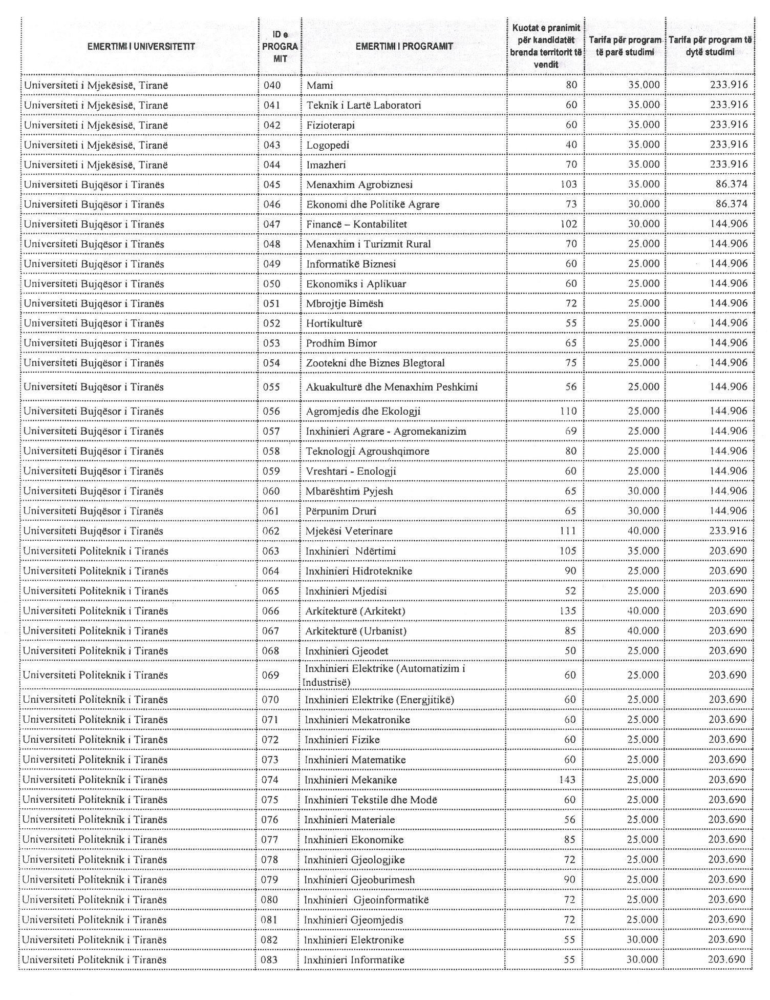 EMERTIMI I UNIVERSITETIT
ID e
PROGRA
MIT
EMERTIMI I PROGRAMIT
Kuotat e pranimit
për kandidatët
brenda territorit të
vendit
Tarifa për program
të parë studimi
Tarifa për program të
dytë studimi
Universiteti i Mjekësisë, Tiranë 040 Mami 80 35.000 233.916
Universiteti i Mjekësisë, Tiranë 041 Teknik i Lartë Laboratori 60 35.000 233.916
Universiteti i Mjekësisë, Tiranë 042 Fizioterapi 60 35.000 233.916
Universiteti i Mjekësisë, Tiranë 043 Logopedi 40 35.000 233.916
Universiteti i Mjekësisë, Tiranë 044 Imazheri 70 35.000 233.916
Universiteti Bujqësor i Tiranës 045 Menaxhim Agrobiznesi 103 35.000 86.374
Universiteti Bujqësor i Tiranës 046 Ekonomi dhe Politikë Agrare 73 30.000 86.374
Universiteti Bujqësor i Tiranës 047 Financë – Kontabilitet 102 30.000 144.906
Universiteti Bujqësor i Tiranës 048 Menaxhim i Turizmit Rural 70 25.000 144.906
Universiteti Bujqësor i Tiranës 049 Informatikë Biznesi 60 25.000 144.906
Universiteti Bujqësor i Tiranës 050 Ekonomiks i Aplikuar 60 25.000 144.906
Universiteti Bujqësor i Tiranës 051 Mbrojtje Bimësh 72 25.000 144.906
Universiteti Bujqësor i Tiranës 052 Hortikulturë 55 25.000 144.906
Universiteti Bujqësor i Tiranës 053 Prodhim Bimor 65 25.000 144.906
Universiteti Bujqësor i Tiranës 054 Zootekni dhe Biznes Blegtoral 75 25.000 144.906
Universiteti Bujqësor i Tiranës 055 Akuakulturë dhe Menaxhim Peshkimi 56 25.000 144.906
Universiteti Bujqësor i Tiranës 056 Agromjedis dhe Ekologji 110 25.000 144.906
Universiteti Bujqësor i Tiranës 057 Inxhinieri Agrare - Agromekanizim 69 25.000 144.906
Universiteti Bujqësor i Tiranës 058 Teknologji Agroushqimore 80 25.000 144.906
Universiteti Bujqësor i Tiranës 059 Vreshtari - Enologji 60 25.000 144.906
Universiteti Bujqësor i Tiranës 060 Mbarështim Pyjesh 65 30.000 144.906
Universiteti Bujqësor i Tiranës 061 Përpunim Druri 65 30.000 144.906
Universiteti Bujqësor i Tiranës 062 Mjekësi Veterinare 111 40.000 233.916
Universiteti Politeknik i Tiranës 063 Inxhinieri Ndërtimi 105 35.000 203.690
Universiteti Politeknik i Tiranës 064 Inxhinieri Hidroteknike 90 25.000 203.690
Universiteti Politeknik i Tiranës 065 Inxhinieri Mjedisi 52 25.000 203.690
Universiteti Politeknik i Tiranës 066 Arkitekturë (Arkitekt) 135 40.000 203.690
Universiteti Politeknik i Tiranës 067 Arkitekturë (Urbanist) 85 40.000 203.690
Universiteti Politeknik i Tiranës 068 Inxhinieri Gjeodet 50 25.000 203.690
Universiteti Politeknik i Tiranës 069 Inxhinieri Elektrike (Automatizim i
Industrisë) 60 25.000 203.690
Universiteti Politeknik i Tiranës 070 Inxhinieri Elektrike (Energjitikë) 60 25.000 203.690
Universiteti Politeknik i Tiranës 071 Inxhinieri Mekatronike 60 25.000 203.690
Universiteti Politeknik i Tiranës 072 Inxhinieri Fizike 60 25.000 203.690
Universiteti Politeknik i Tiranës 073 Inxhinieri Matematike 60 25.000 203.690
Universiteti Politeknik i Tiranës 074 Inxhinieri Mekanike 143 25.000 203.690
Universiteti Politeknik i Tiranës 075 Inxhinieri Tekstile dhe Modë 60 25.000 203.690
Universiteti Politeknik i Tiranës 076 Inxhinieri Materiale 56 25.000 203.690
Universiteti Politeknik i Tiranës 077 Inxhinieri Ekonomike 85 25.000 203.690
Universiteti Politeknik i Tiranës 078 Inxhinieri Gjeologjike 72 25.000 203.690
Universiteti Politeknik i Tiranës 079 Inxhinieri Gjeoburimesh 90 25.000 203.690
Universiteti Politeknik i Tiranës 080 Inxhinieri Gjeoinformatikë 72 25.000 203.690
Universiteti Politeknik i Tiranës 081 Inxhinieri Gjeomjedis 72 25.000 203.690
Universiteti Politeknik i Tiranës 082 Inxhinieri Elektronike 55 30.000 203.690
Universiteti Politeknik i Tiranës 083 Inxhinieri Informatike 55 30.000 203.690